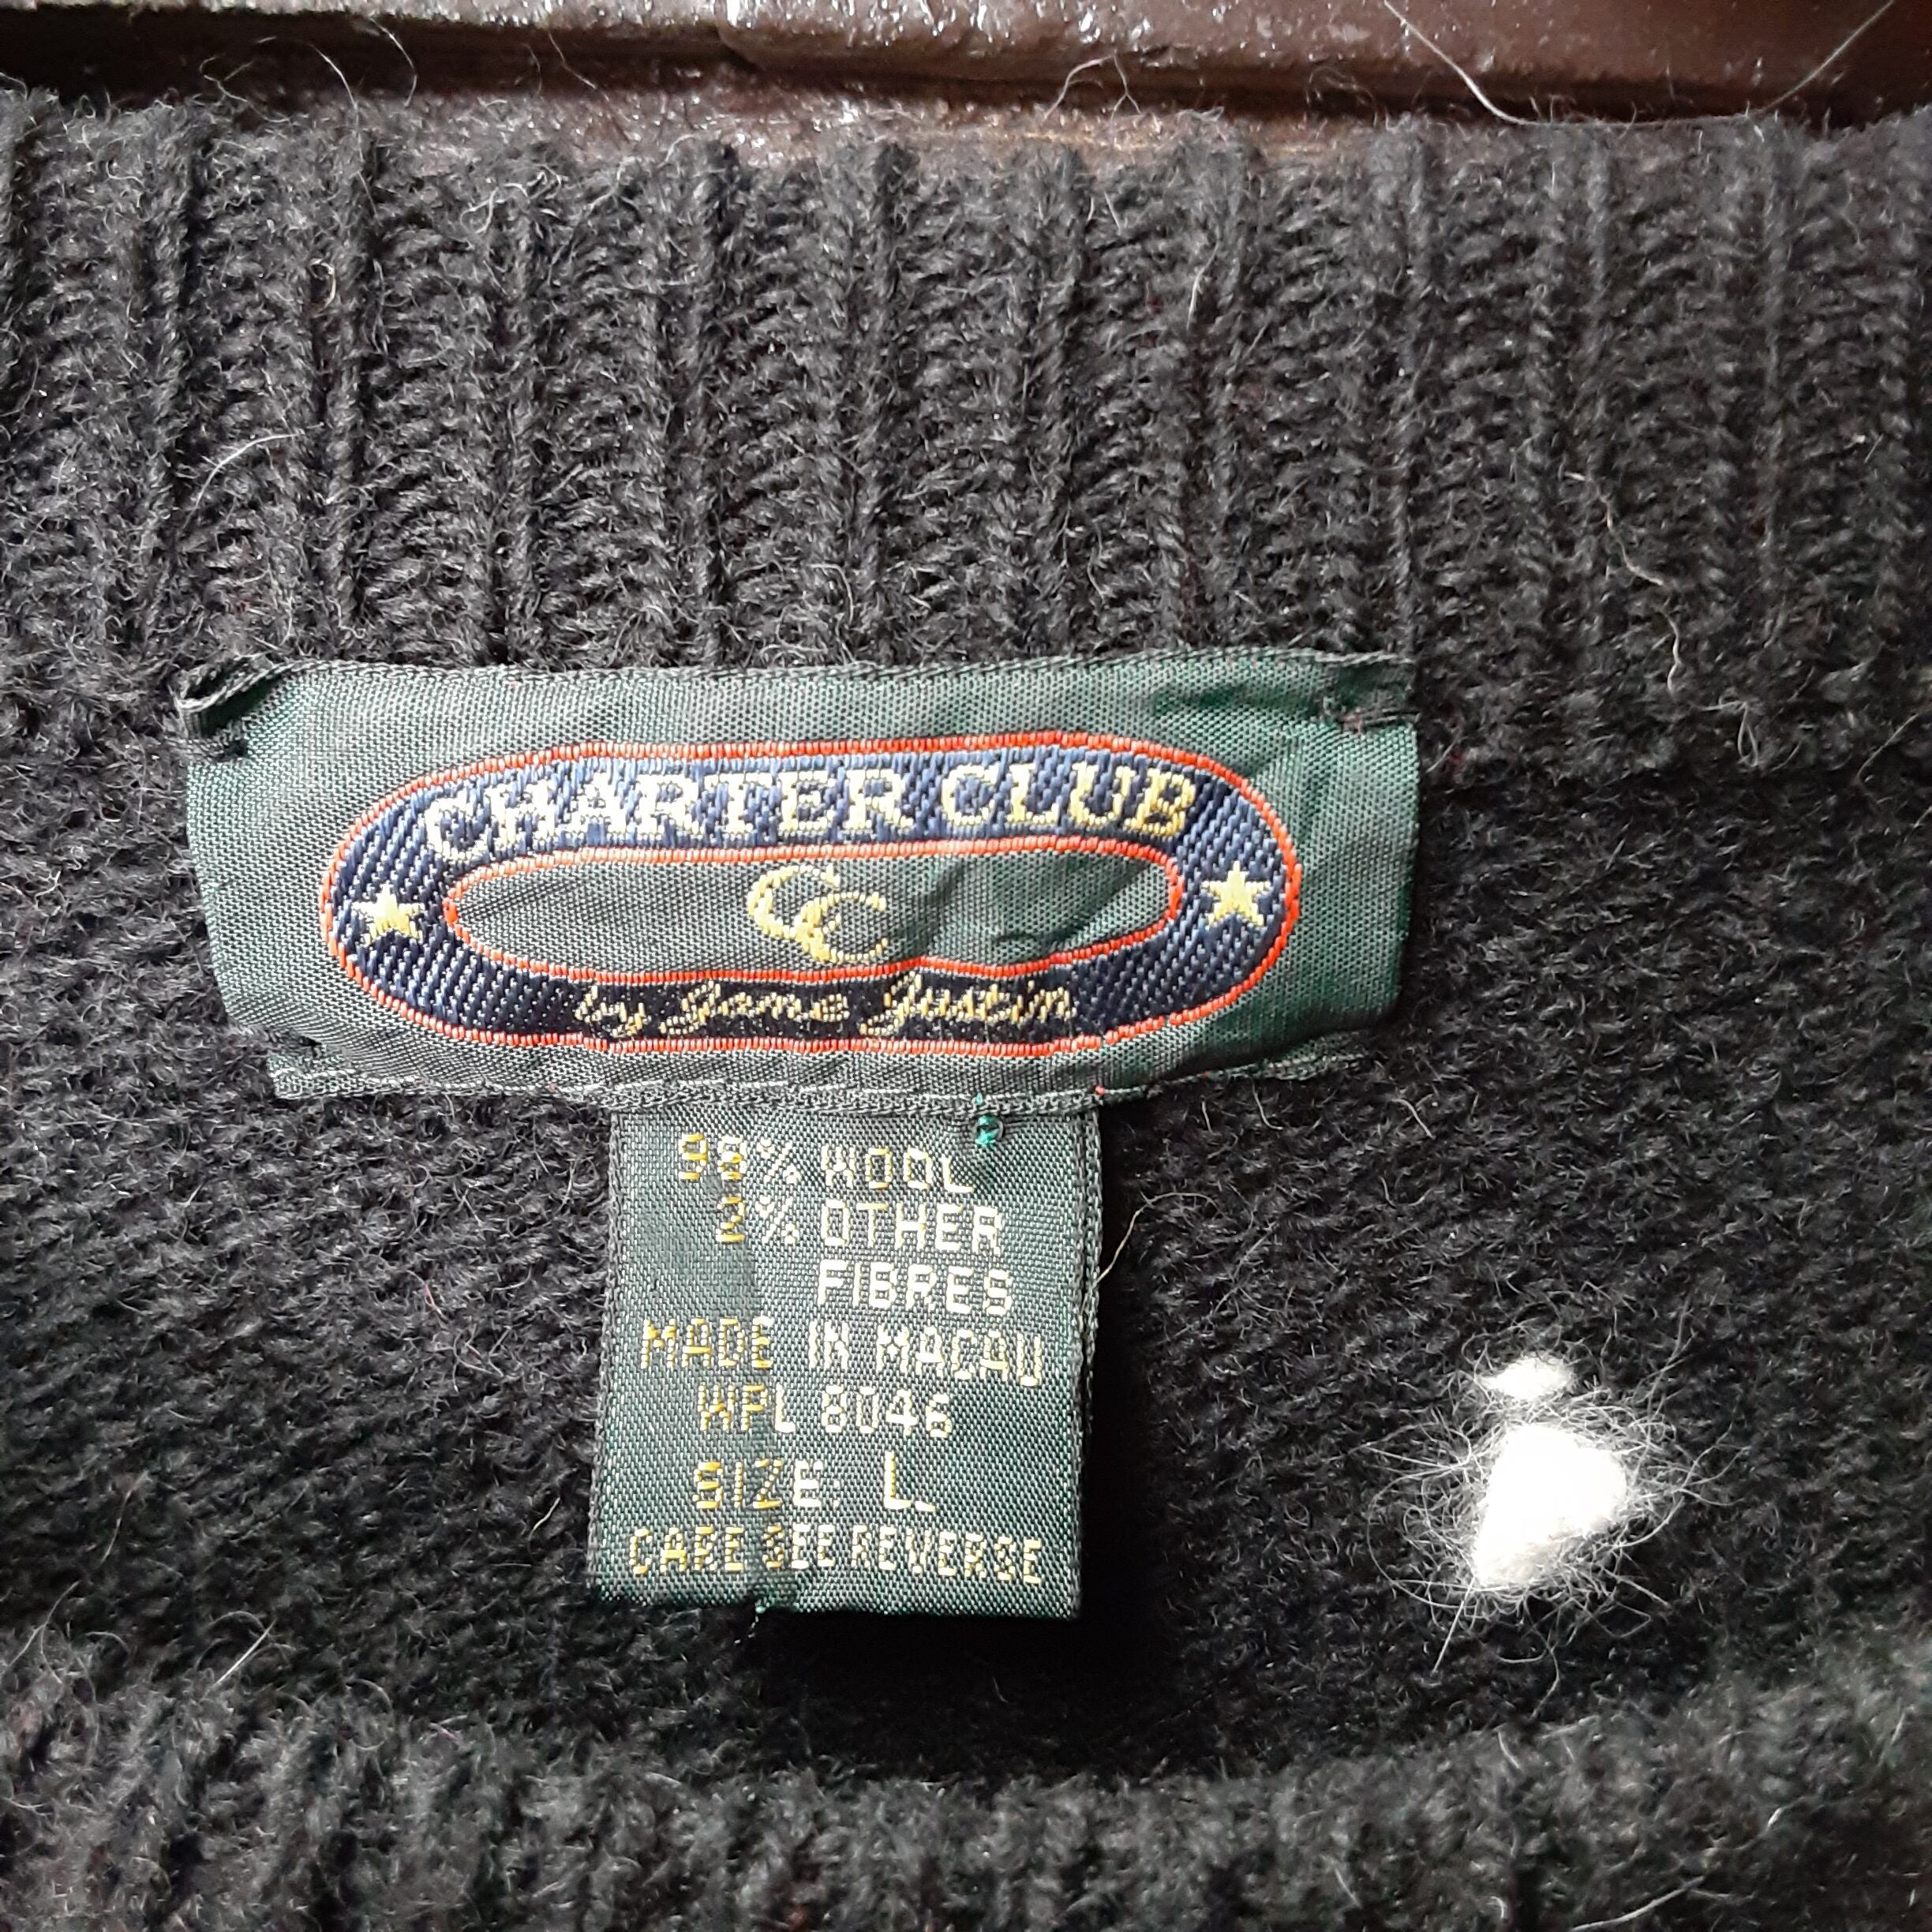 CHARTER CLUB
CC
by Jane Justin
98% WOOL
2% OTHER
FIBRES
MADE IN MACAU
WPL 8046
SIZE: L
CARE SEE REVERSE